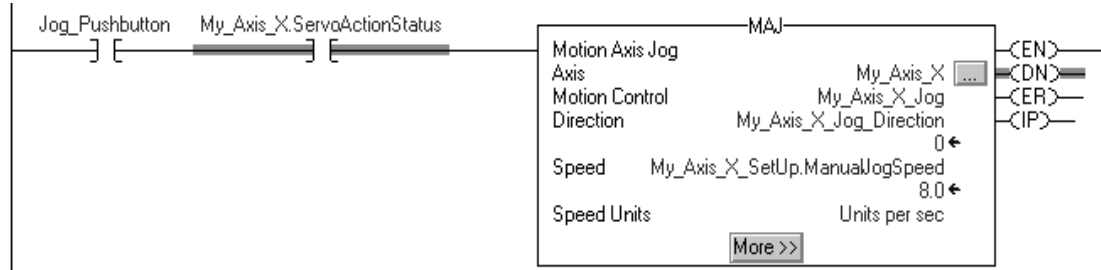 Jog_Pushbutton My_Axis_X.ServoActionStatus
MAJ
Motion Axis Jog
Axis My_Axis_X ...
Motion Control My_Axis_X_Jog
Direction My_Axis_X_Jog_Direction
0
Speed My_Axis_X_SetUp.ManualJogSpeed
8.0
Speed Units Units per sec
More >>
EN
DN
ER
IP